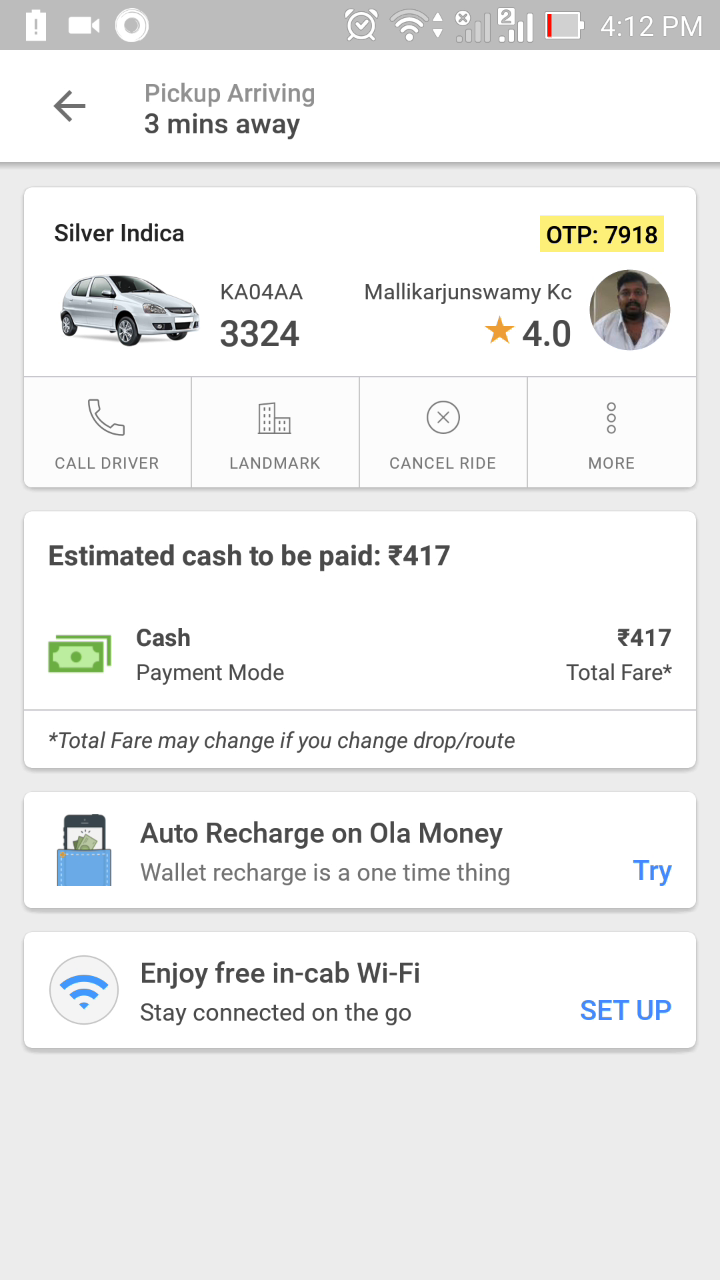 2
4:12 PM
Pickup Arriving
3 mins away
Silver Indica
OTP: 7918
KA04AA
Mallikarjunswamy Kc
3324
4.0
CALL DRIVER
LANDMARK
CANCEL RIDE
MORE
Estimated cash to be paid: ₹417
Cash
₹417
Payment Mode
Total Fare*
*Total Fare may change if you change drop/route
Auto Recharge on Ola Money
Wallet recharge is a one time thing
Try
Enjoy free in-cab Wi-Fi
Stay connected on the go
SET UP